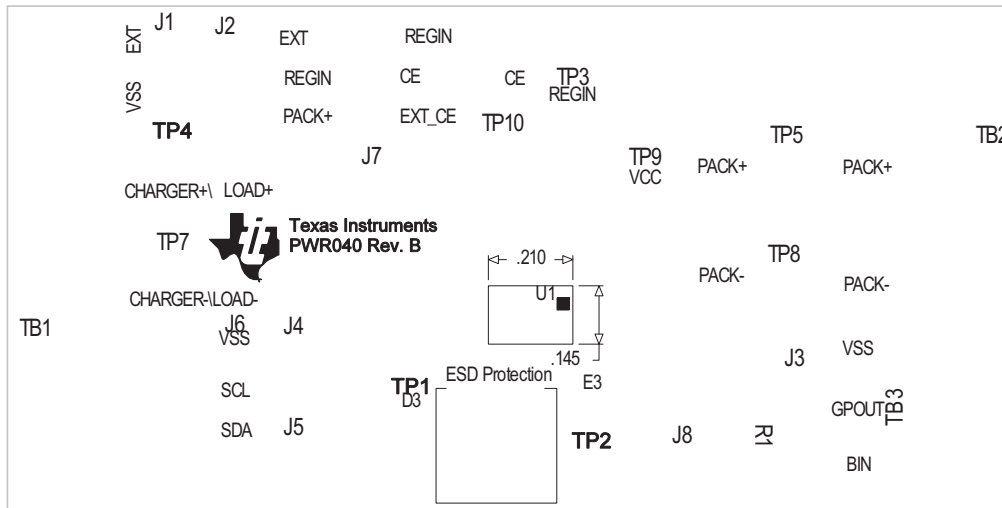 J1
J2
EXT
EXT
REGIN
REGIN
CE
CE
TP3
REGIN
VSS
PACK+
EXT_CE
TP10
TP4
TP5
TB2
J7
TP9
VCC
PACK+
PACK+
CHARGER+\ LOAD+
TP7
Texas Instruments
PWR040 Rev. B
.210
TP8
PACK-
PACK-
U1
CHARGER-\LOAD-
TB1
J6
VSS
J4
.145
J3
VSS
ESD Protection
TP1
D3
E3
SCL
GPOUT
TB3
SDA
J5
TP2
J8
R1
BIN